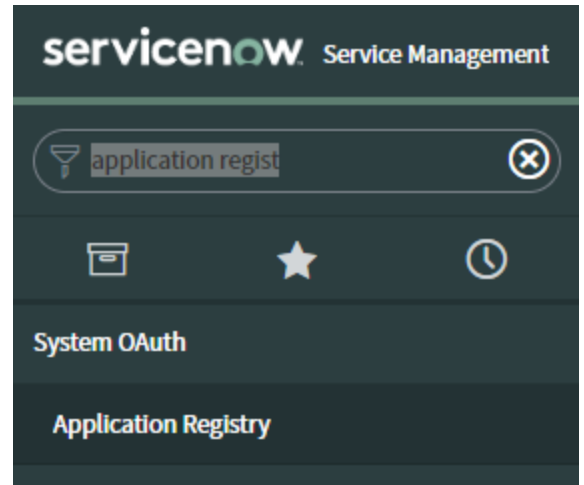 servicenow Service Management
application regist
System OAuth
Application Registry